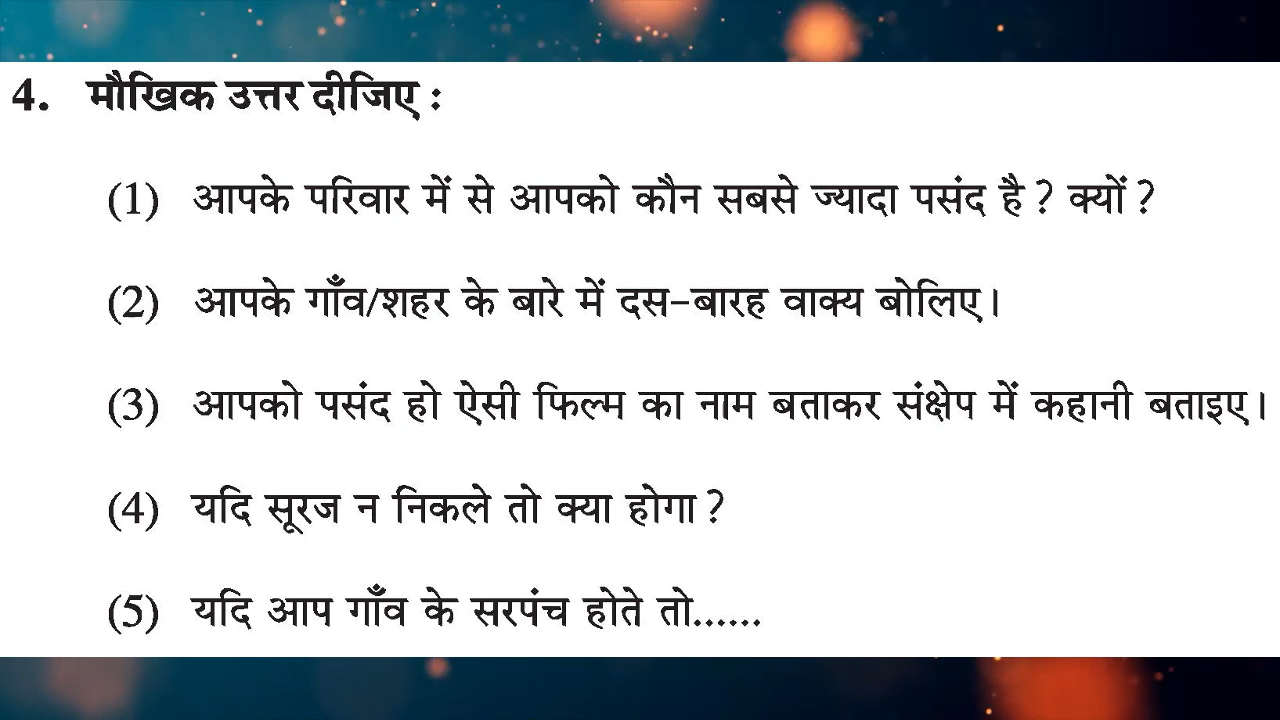 4. मौखिक उत्तर दीजिए :
(1) आपके परिवार में से आपको कौन सबसे ज्यादा पसंद है ? क्यों ?
(2) आपके गाँव/शहर के बारे में दस-बारह वाक्य बोलिए।
(3) आपको पसंद हो ऐसी फिल्म का नाम बताकर संक्षेप में कहानी बताइए।
(4) यदि सूरज न निकले तो क्या होगा ?
(5) यदि आप गाँव के सरपंच होते तो......